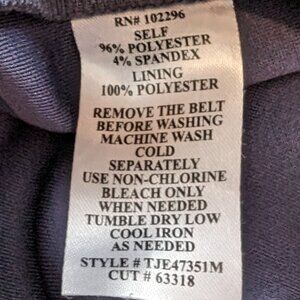 RN# 102296
SELF
96% POLYESTER
4% SPANDEX
LINING
100% POLYESTER
REMOVE THE BELT
BEFORE WASHING
MACHINE WASH
COLD
SEPARATELY
USE NON-CHLORINE
BLEACH ONLY
WHEN NEEDED
TUMBLE DRY LOW
COOL IRON
AS NEEDED
STYLE # TJE47351M
CUT # 63318